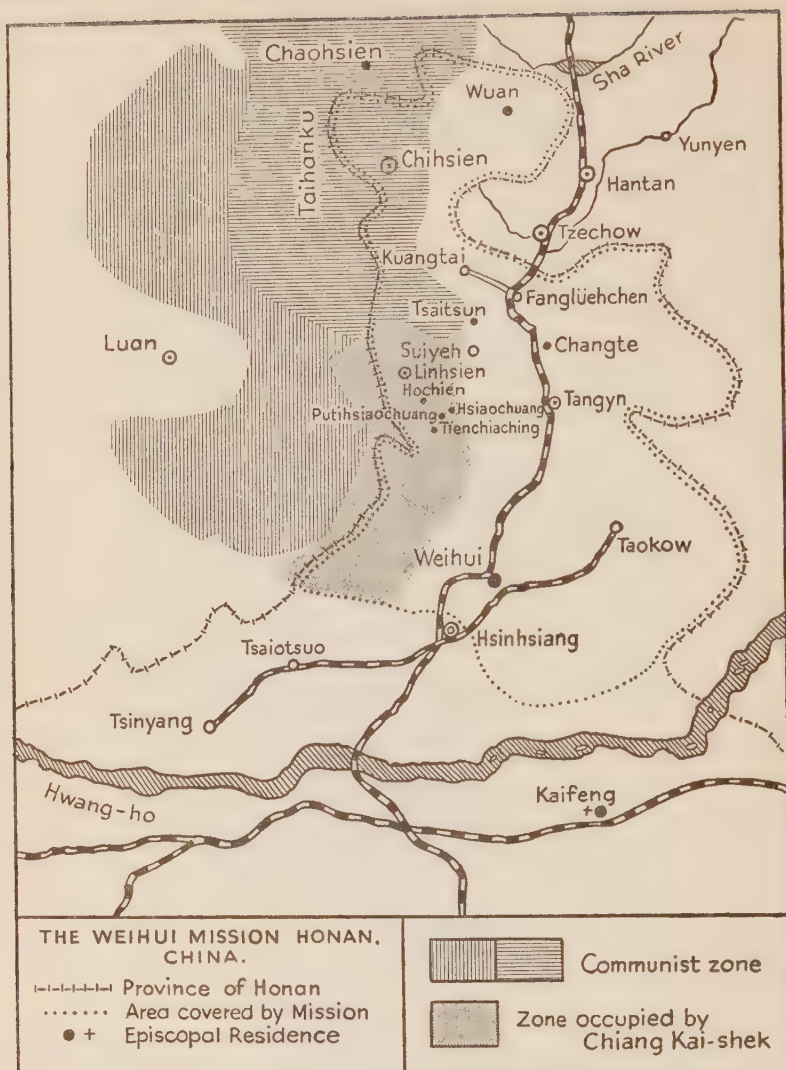 Chaohsien
Sha River
Wuan
Taihanku
Yunyen
Chihsien
Hantan
Tzechow
Kuangtai
Fanglüehchen
Tsaitsun
Luan
Suiyeh
Changte
Linhsien
Hochien
Tangyn
Putihsiaochuang
Hsiaochuang
Tienchiaching
Taokow
Weihui
Hsinhsiang
Tsaiotsuo
Tsinyang
Hwang-ho
Kaifeng
+
THE WEIHUI MISSION HONAN,
CHINA.
Province of Honan
Area covered by Mission
+ Episcopal Residence
Communist zone
Zone occupied by
Chiang Kai-shek